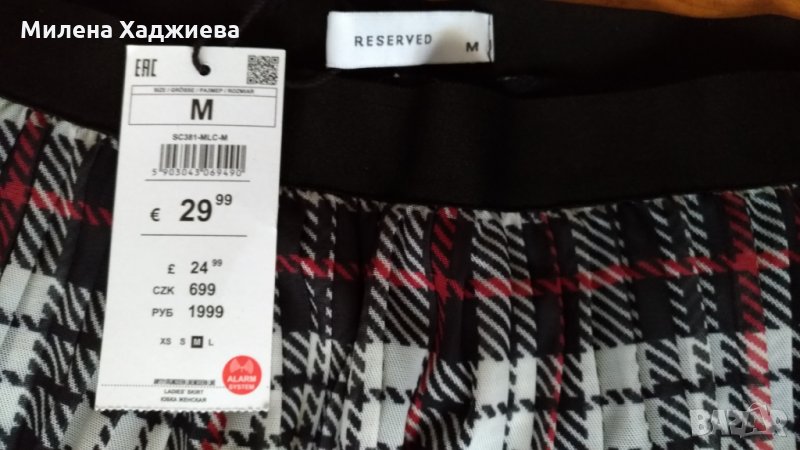 Милена Хаджиева
RESERVED
M
EAC
SIZE / GRÖSSE / РАЗМЕР / ROZMIAR
M
SC381-MLC-M
5 903043 069490
€ 29 99
£ 24 99
CZK 699
РУБ 1999
XS S M L
ALARM
SYSTEM
LADIES' SKIRT
ЮБКА ЖЕНСКАЯ
BAZAR